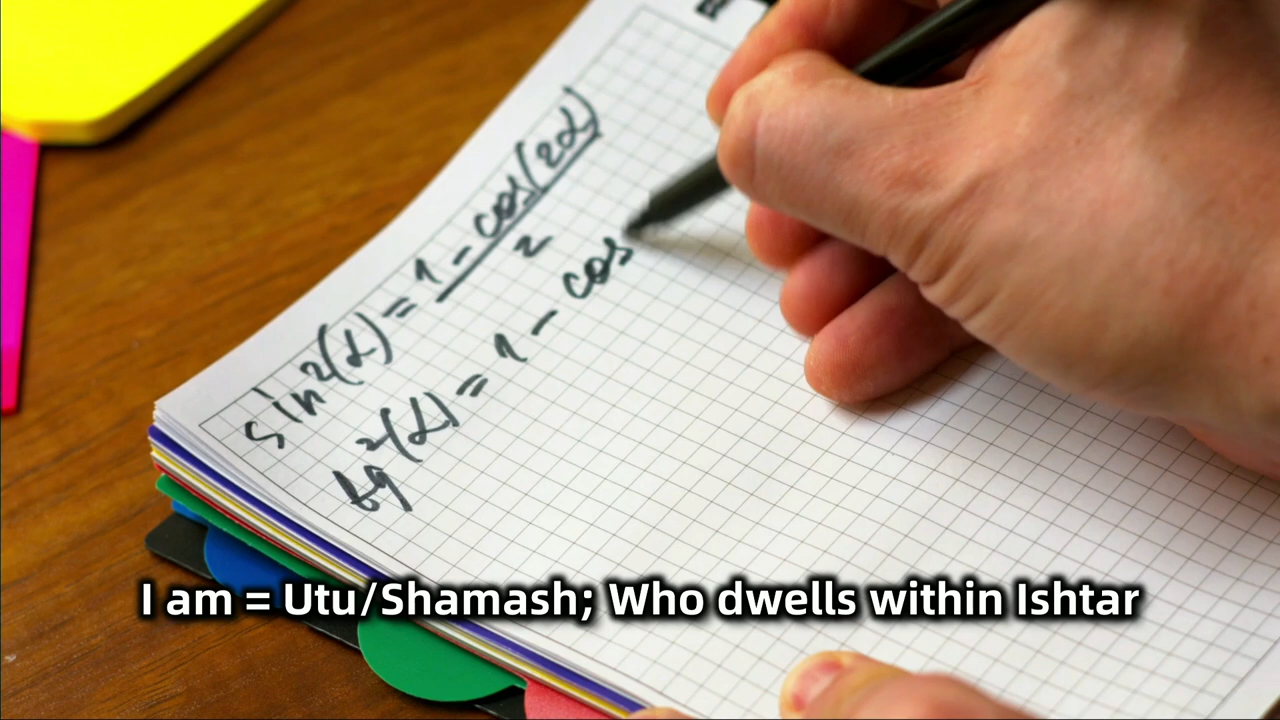 sin²(α) = 1 - cos(2α)
2
tg²(α) = 1 - cos
I am = Utu/Shamash; Who dwells within Ishtar